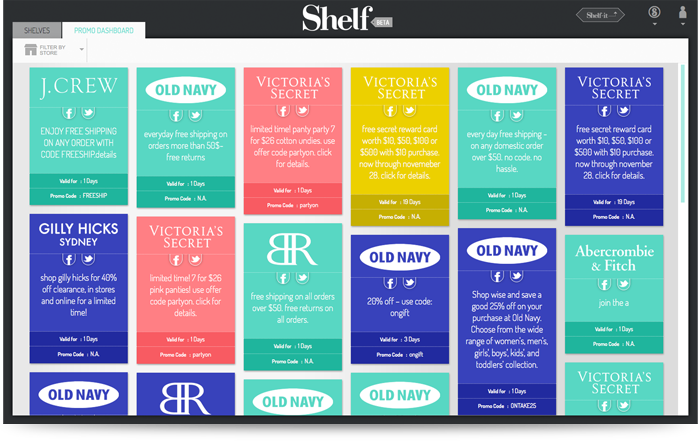 Shelf BETA
Shelf-it
SHELVES
PROMO DASHBOARD
FILTER BY
STORE
J.CREW
ENJOY FREE SHIPPING
ON ANY ORDER WITH
CODE FREESHIP.details
Valid for : 1 Days
Promo Code : FREESHIP
OLD NAVY
everyday free shipping on
orders more than 50$-
free returns
Valid for : 1 Days
Promo Code : N.A.
VICTORIA'S
SECRET
limited time! panty party 7
for $26 cotton undies. use
offer code partyon. click
for details.
Valid for : 1 Days
Promo Code : partyon
VICTORIA'S
SECRET
free secret reward card
worth $10, $50, $100 or
$500 with $10 purchase,
now through novemeber
28, click for details.
Valid for : 19 Days
Promo Code : N.A.
OLD NAVY
every day free shipping -
on any domestic order
over $50. no code. no
hassle.
Valid for : 1 Days
Promo Code : N.A.
VICTORIA'S
SECRET
free secret reward card
worth $10, $50, $100 or
$500 with $10 purchase,
now through november
28, click for details.
Valid for : 19 Days
Promo Code : N.A.
GILLY HICKS
SYDNEY
shop gilly hicks for 40%
off clearance, in stores
and online for a limited
time!
Valid for : 1 Days
Promo Code : N.A.
VICTORIA'S
SECRET
limited time! 7 for $26
pink panties! use offer
code partyon. click for
details.
Valid for : 1 Days
Promo Code : partyon
BR
free shipping on all orders
over $50, free returns on
all orders.
Valid for : 1 Days
Promo Code : N.A.
OLD NAVY
20% off - use code:
ongift
Valid for : 3 Days
Promo Code : ongift
OLD NAVY
Shop wise and save a
good 25% off on your
purchase at Old Navy.
Choose from the wide
range of women's, men's,
girls', boys', kids', and
toddlers' collection.
Valid for : 1 Days
Promo Code : ONTAKE25
Abercrombie
& Fitch
join the a
Valid for : 1 Days
Promo Code : N.A.
OLD NAVY
BR
OLD NAVY
OLD NAVY
VICTORIA'S
SECRET